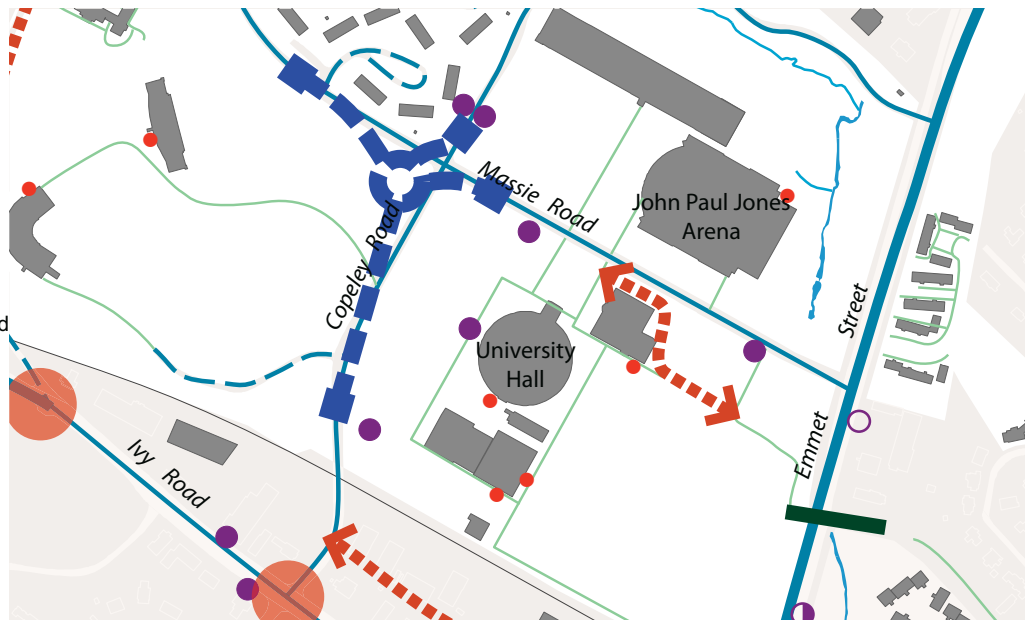 Massie Road
John Paul Jones
Arena
Copeley Road
Street
d
University
Hall
Emmet
Ivy Road